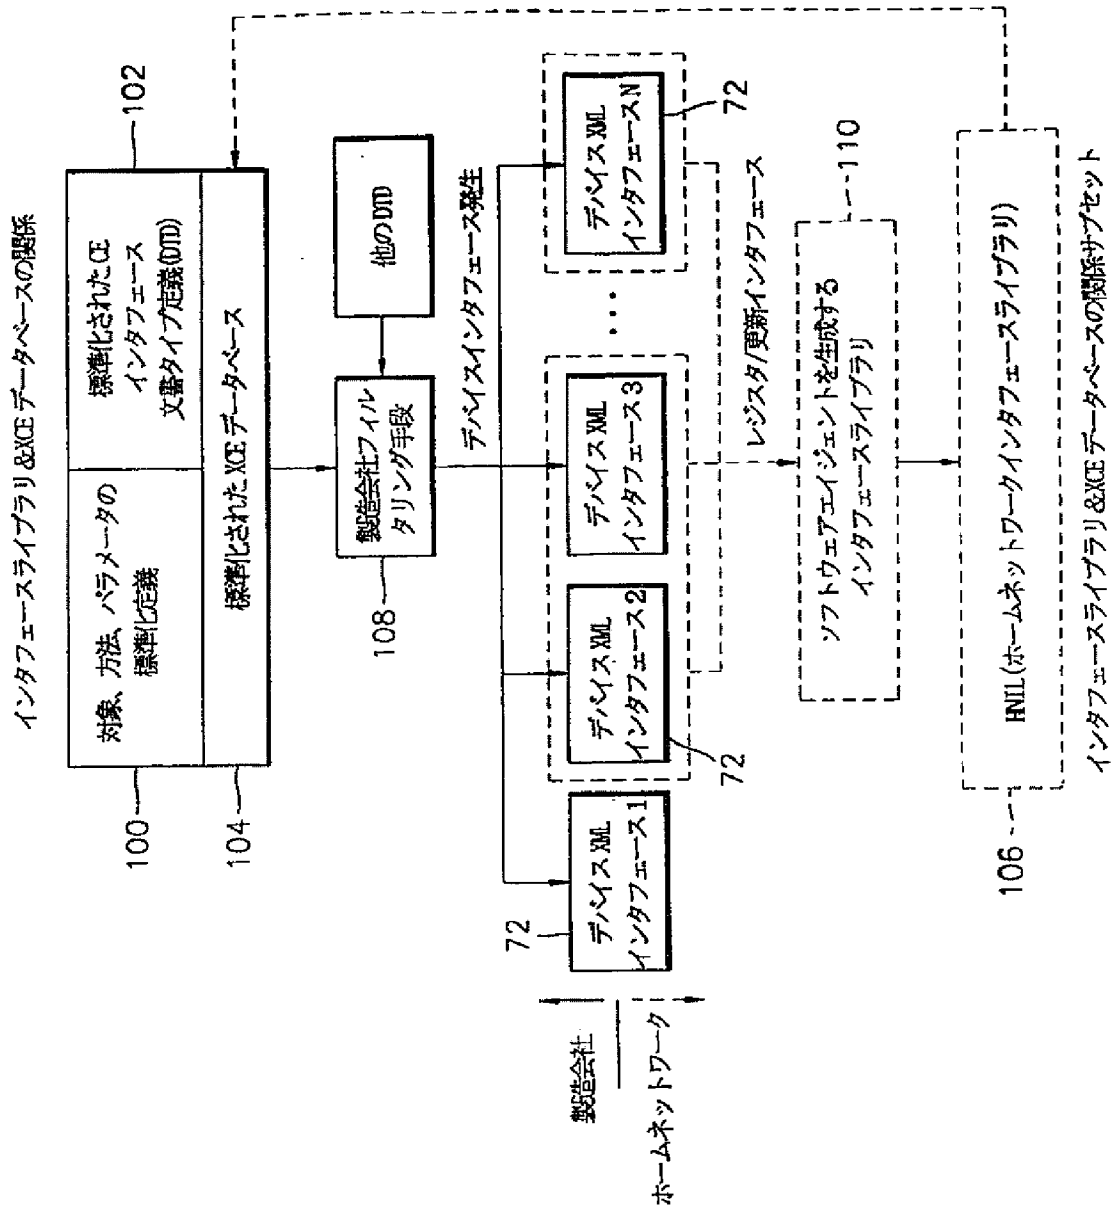 インタフェースライブラリ&XCEデータベースの関係
対象、方法、パラメータの
標準化定義
標準化されたCE
インタフェース
文書タイプ定義(DTD)
標準化されたXCEデータベース
100
102
104
製造会社フィル
タリング手段
108
他のDTD
デバイスインタフェース発生
デバイスXML
インタフェース1
72
デバイスXML
インタフェース2
72
デバイスXML
インタフェース3
・・・・
デバイスXML
インタフェースN
72
製造会社
ホームネットワーク
レジスタ/更新インタフェース
ソフトウェアエイジェントを生成する
インタフェースライブラリ
110
HNIL(ホームネットワークインタフェースライブラリ)
106
インタフェースライブラリ&XCEデータベースの関係サブセット